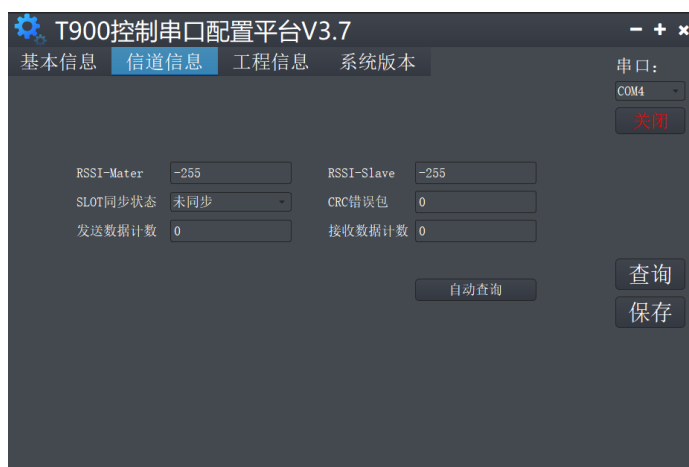 T900控制串口配置平台V3.7
基本信息 信道信息 工程信息 系统版本
串口:
COM4
关闭
RSSI-Mater -255 RSSI-Slave -255
SLOT同步状态 未同步 CRC错误包 0
发送数据计数 0 接收数据计数 0
自动查询
查询
保存